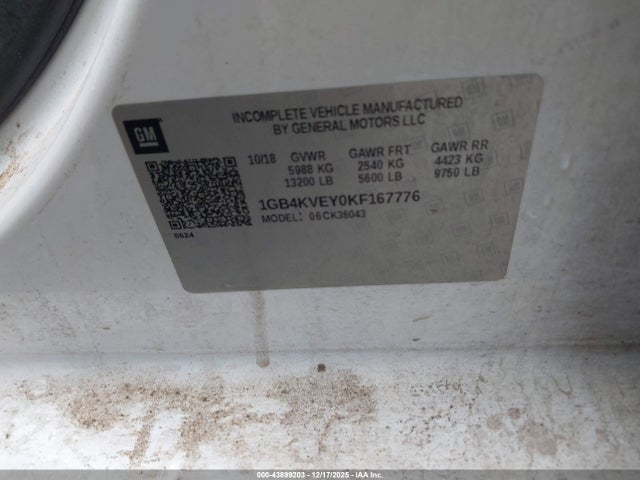 INCOMPLETE VEHICLE MANUFACTURED
BY GENERAL MOTORS LLC
GM
10/18 GVWR GAWR FRT GAWR RR
5988 KG 2540 KG 4423 KG
13200 LB 5600 LB 9750 LB
1GB4KVEY0KF167776
MODEL: 06CK36043
0624
000-43899203 - 12/17/2025 - IAA Inc.